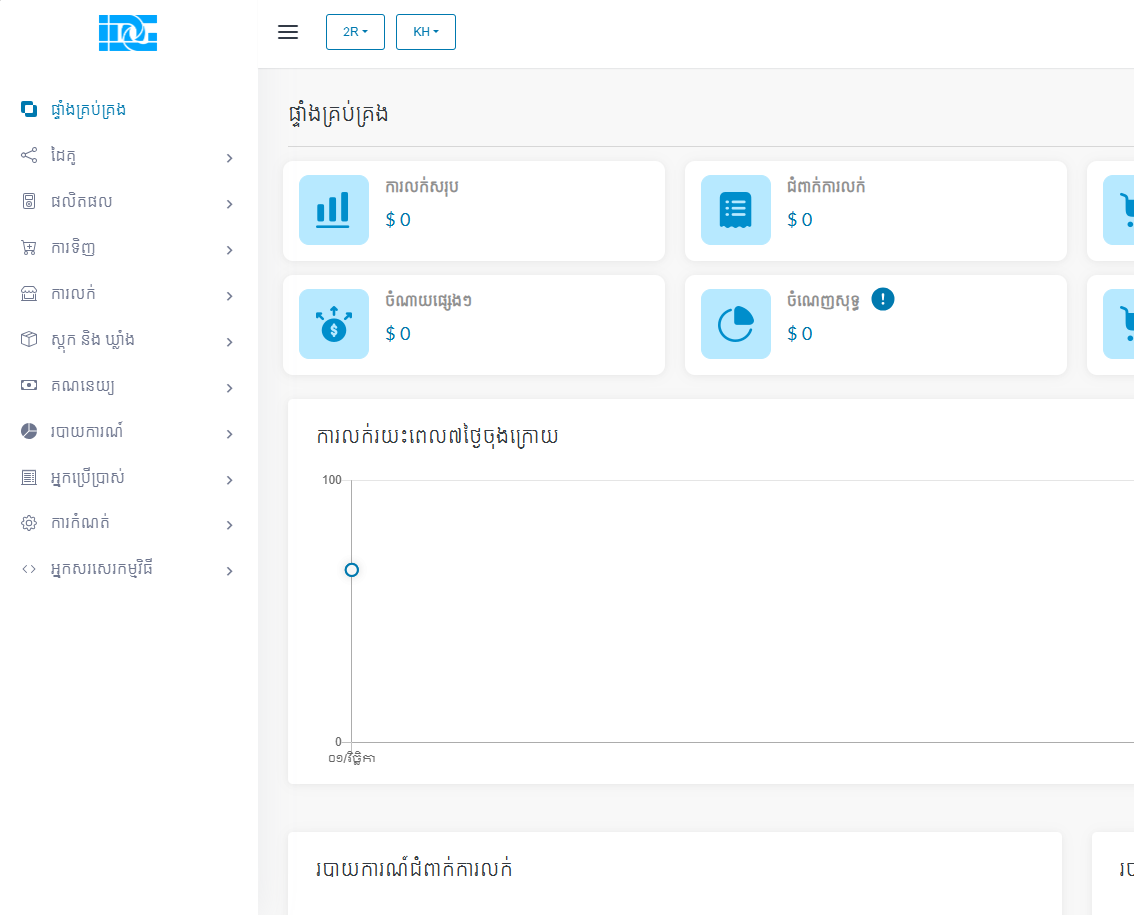 2R
KH
ផ្ទាំងគ្រប់គ្រង
ដៃគូ
ផលិតផល
ការទិញ
ការលក់
ស្តុក និង ឃ្លាំង
គណនេយ្យ
របាយការណ៍
អ្នកប្រើប្រាស់
ការកំណត់
អ្នកសរសេរកម្មវិធី
ផ្ទាំងគ្រប់គ្រង
ការលក់សរុប
$ 0
ជំពាក់ការលក់
$ 0
ចំណាយផ្សេងៗ
$ 0
ចំណេញសុទ្ធ
$ 0
ការលក់រយះពេល៧ថ្ងៃចុងក្រោយ
100
0
០១/វិច្ឆិកា
របាយការណ៍ជំពាក់ការលក់